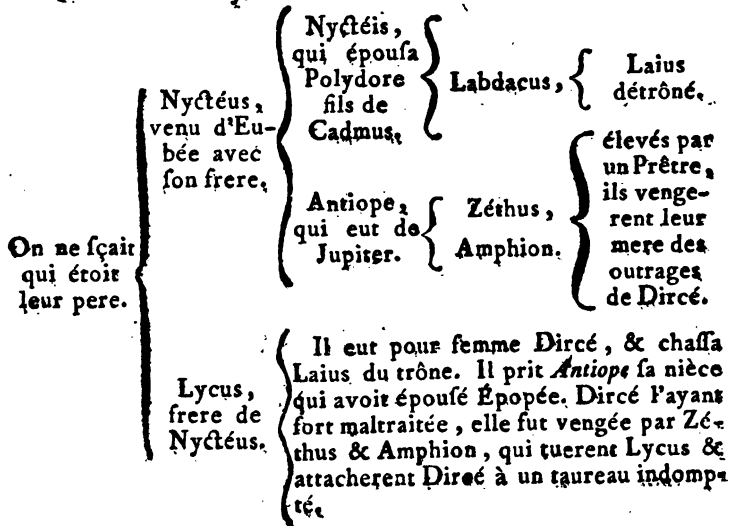 On ne ſçait
qui étoit
leur pere.
Nyctéus,
venu d'Eu-
bée avec
ſon frere.
Nyctéis,
qui épouſa
Polydore
fils de
Cadmus.
Labdacus,
Laius
détrôné.
Antiope,
qui eut de
Jupiter.
Zéthus,
Amphion.
élevés par
un Prêtre,
ils venge-
rent leur
mere des
outrages
de Dircé.
Lycus,
frere de
Nyctéus.
Il eut pour femme Dircé, & chaſſa
Laius du trône. Il prit Antiope ſa nièce
qui avoit épouſé Épopée. Dircé l'ayant
fort maltraitée, elle fut vengée par Zé-
thus & Amphion, qui tuerent Lycus &
attacherent Dircé à un taureau indomp-
té.